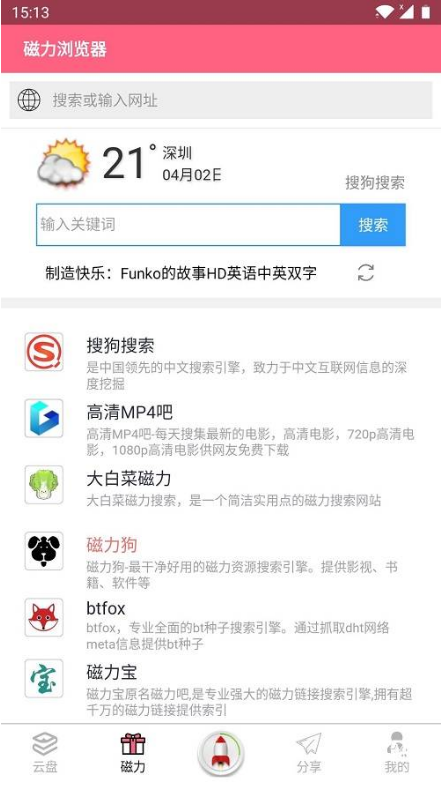 15:13
磁力浏览器
搜索或输入网址
21°
深圳
04月02日
搜狗搜索
输入关键词
搜索
制造快乐：Funko的故事HD英语中英双字
搜狗搜索
是中国领先的中文搜索引擎，致力于中文互联网信息的深
度挖掘
高清MP4吧
高清MP4吧-每天搜集最新的电影，高清电影，720p高清电
影，1080p高清电影供网友免费下载
大白菜磁力
大白菜磁力搜索，是一个简洁实用点的磁力搜索网站
磁力狗
磁力狗-最干净好用的磁力资源搜索引擎。提供影视、书
籍、软件等
btfox
btfox，专业全面的bt种子搜索引擎。通过抓取dht网络
meta信息提供bt种子
宝
磁力宝
磁力宝原名磁力吧,是专业强大的磁力链接搜索引擎,拥有超
千万的磁力链接提供索引
云盘
磁力
分享
我的